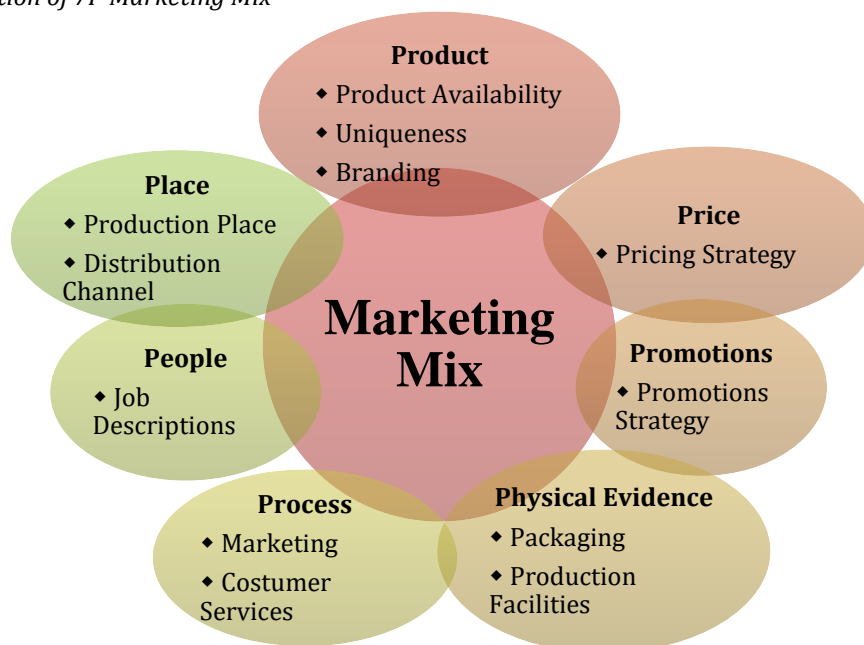 of 7P Marketing Mix
Product
◆ Product Availability
◆ Uniqueness
◆ Branding
Price
◆ Pricing Strategy
Promotions
◆ Promotions
Strategy
Physical Evidence
◆ Packaging
◆ Production
Facilities
Process
◆ Marketing
◆ Costumer
Services
People
◆ Job
Descriptions
Place
◆ Production Place
◆ Distribution
Channel
Marketing
Mix